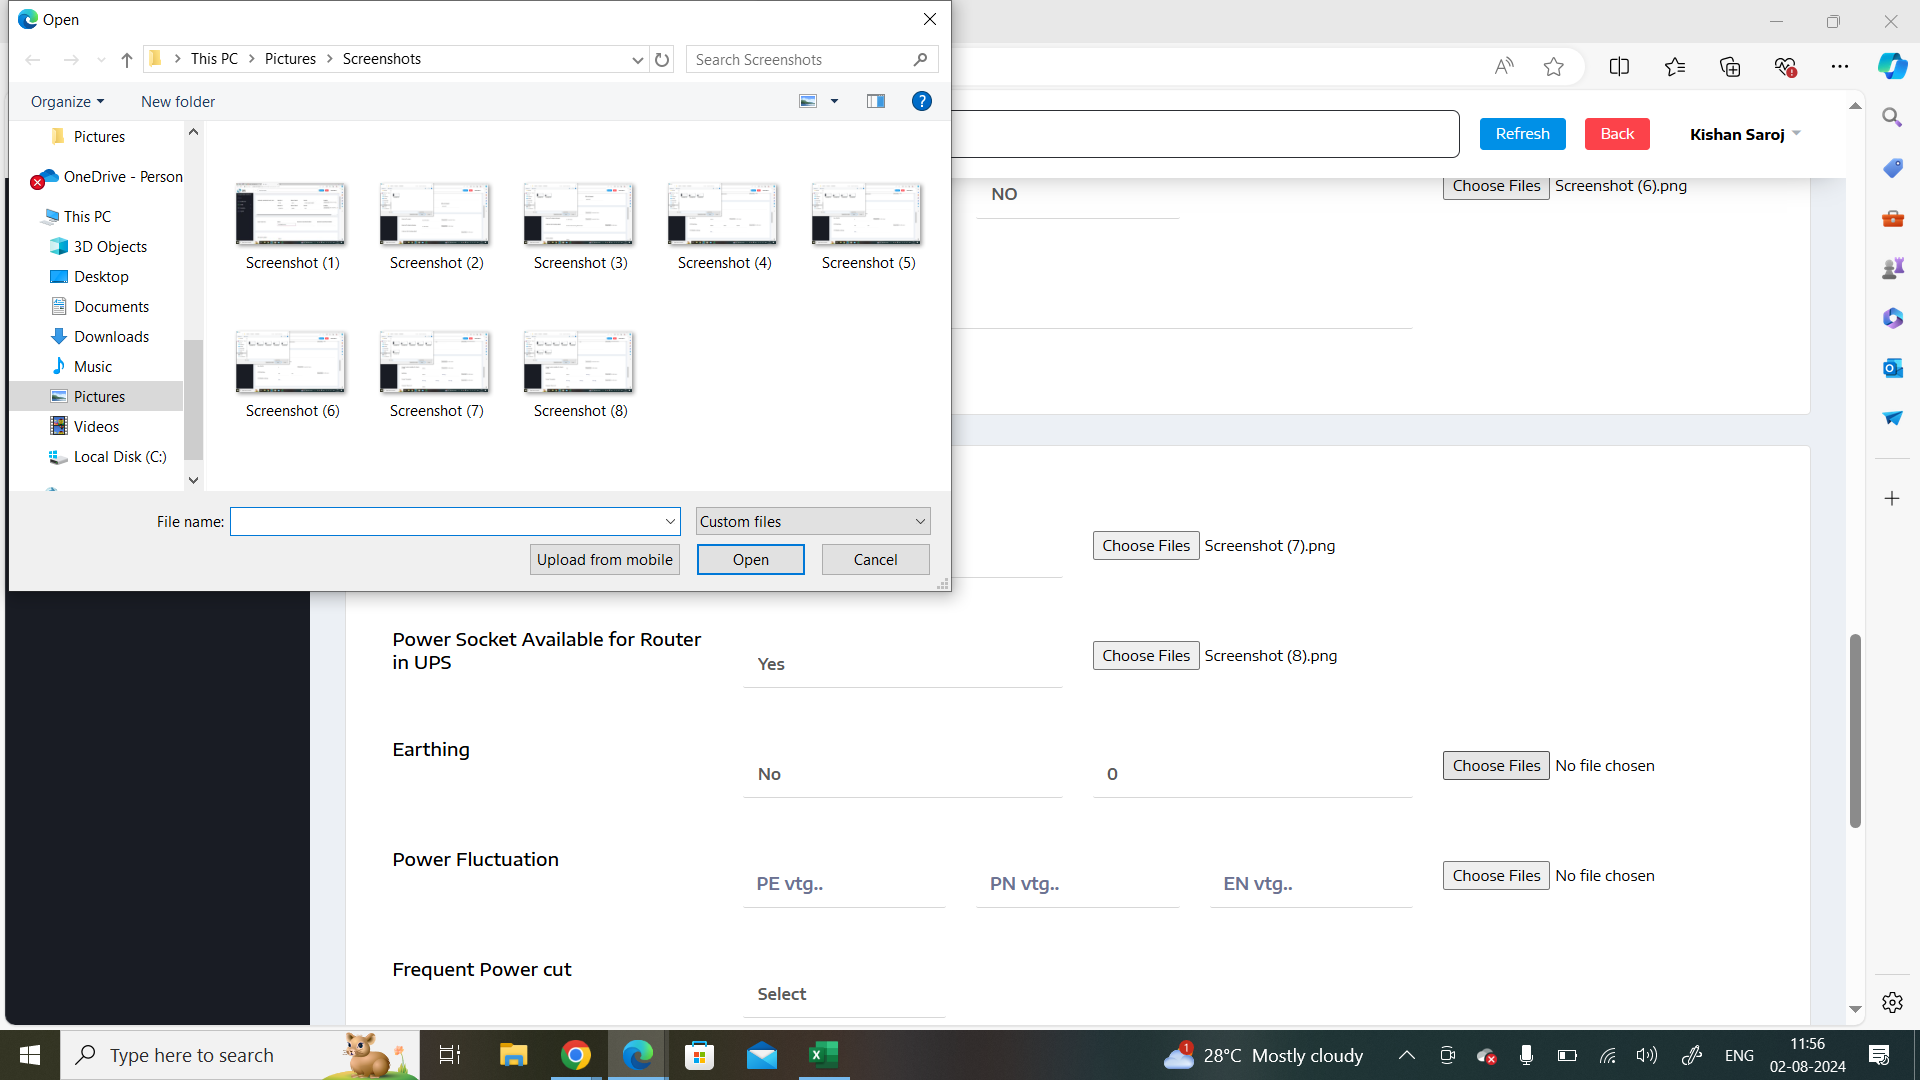 Open
This PC > Pictures > Screenshots
Search Screenshots
Organize
New folder
Pictures
OneDrive - Person
This PC
3D Objects
Desktop
Documents
Downloads
Music
Pictures
Videos
Local Disk (C:)
Screenshot (1)
Screenshot (2)
Screenshot (3)
Screenshot (4)
Screenshot (5)
Screenshot (6)
Screenshot (7)
Screenshot (8)
File name:
Custom files
Upload from mobile
Open
Cancel
Refresh
Back
Kishan Saroj
NO
Choose Files Screenshot (6).png
Choose Files Screenshot (7).png
Power Socket Available for Router
in UPS
Yes
Choose Files Screenshot (8).png
Earthing
No
0
Choose Files No file chosen
Power Fluctuation
PE vtg..
PN vtg..
EN vtg..
Choose Files No file chosen
Frequent Power cut
Select
Type here to search
1
28°C Mostly cloudy
ENG
11:56
02-08-2024